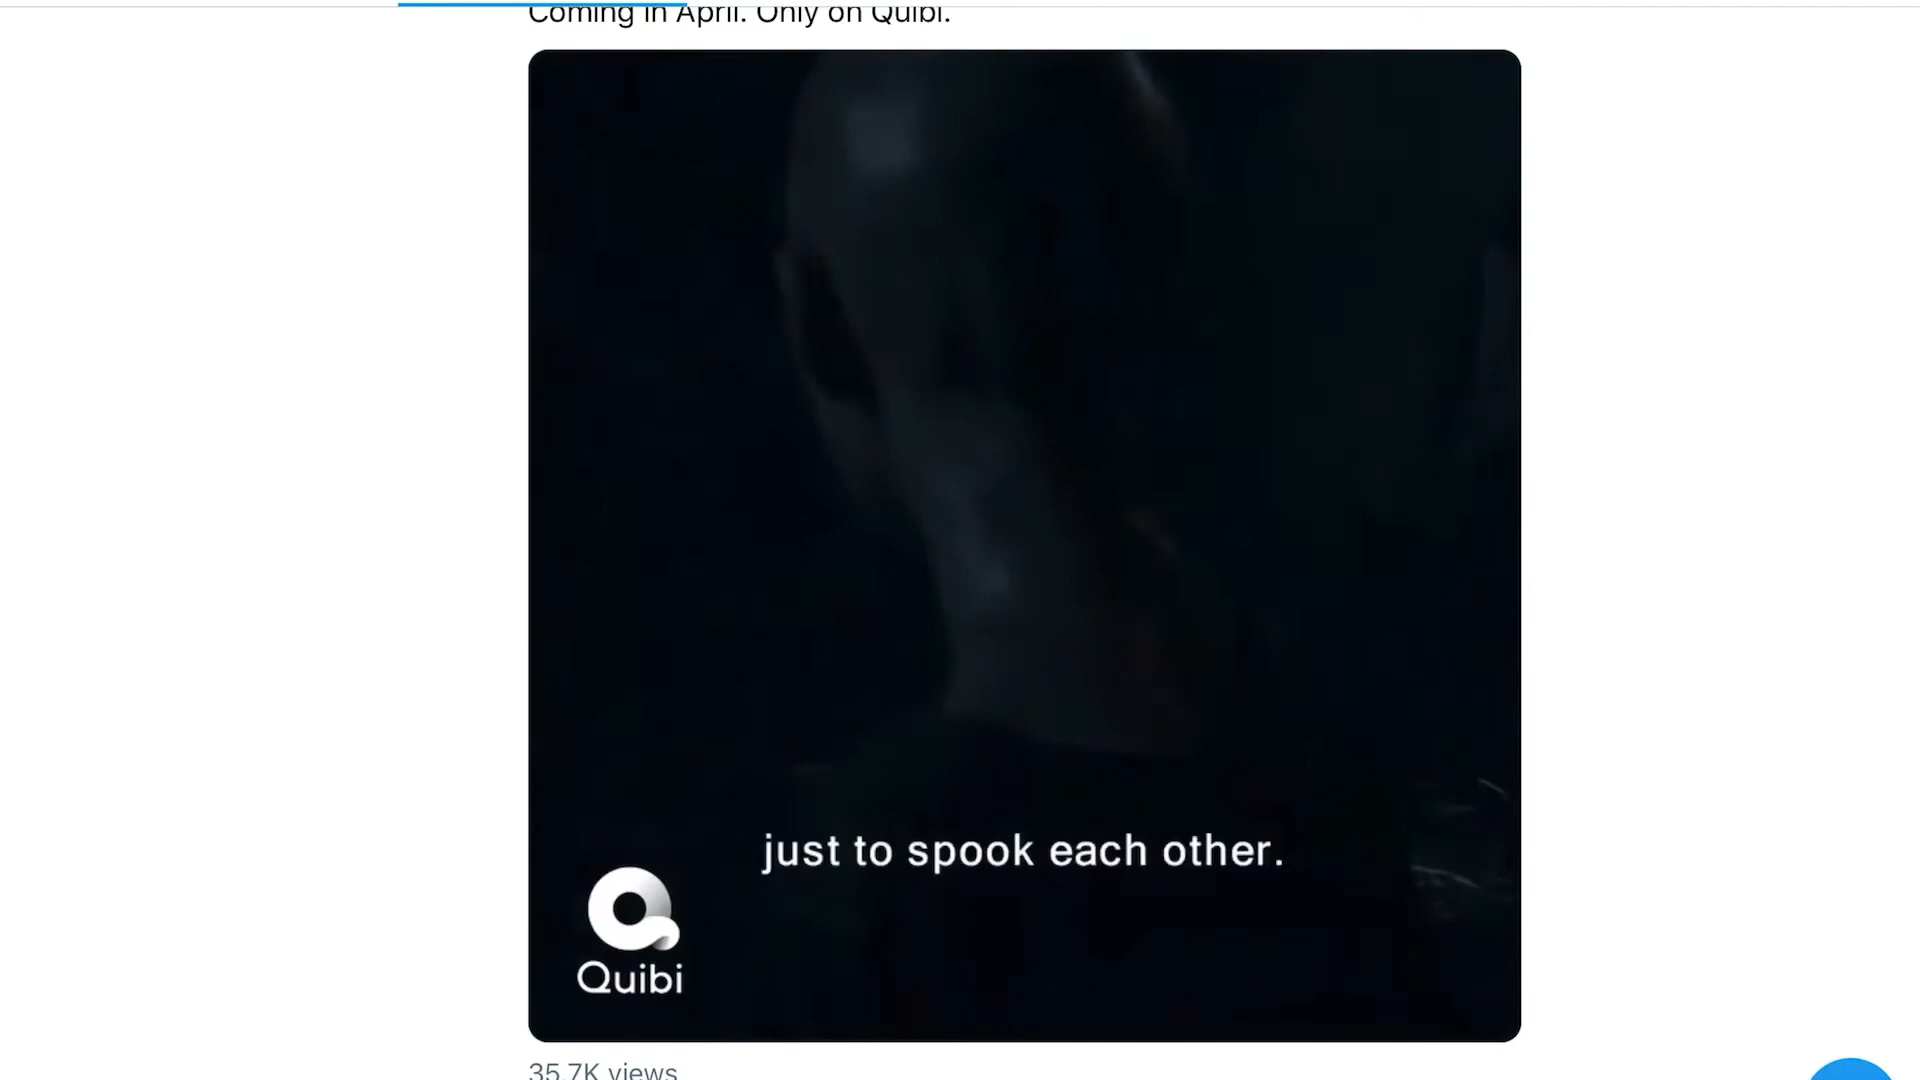 Coming in April. Only on Quibi.
just to spook each other.
Quibi
35.7K views